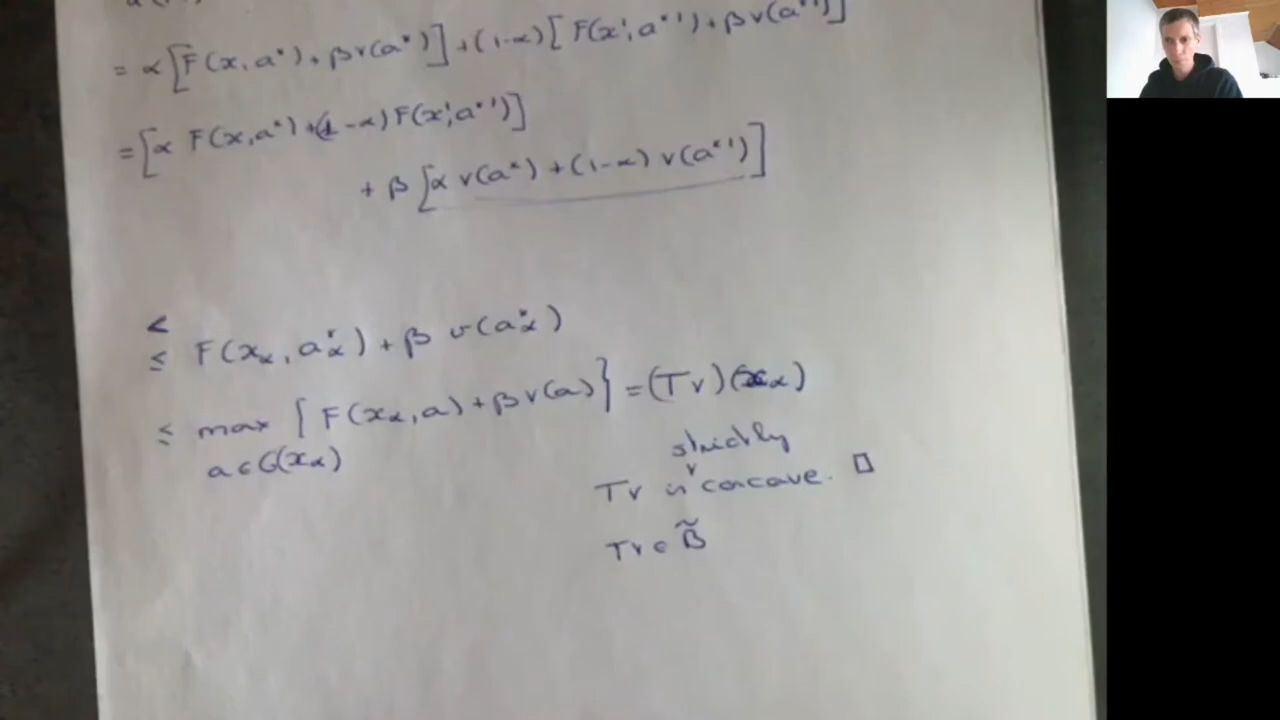 = α[F(x, a*) + βv(a*)] + (1-α)[F(x', a*') + βv(a*')]
= [α F(x, a*) + (1-α) F(x', a*')]
+ β [α v(a*) + (1-α) v(a*')]
<
≤ F(xα, a*α) + β v(a*α)
≤ max { F(xα, a) + βv(a) } = (Tv)(xα)
a∈G(xα)
strictly
Tv is concave. □
Tv ∈ B̃